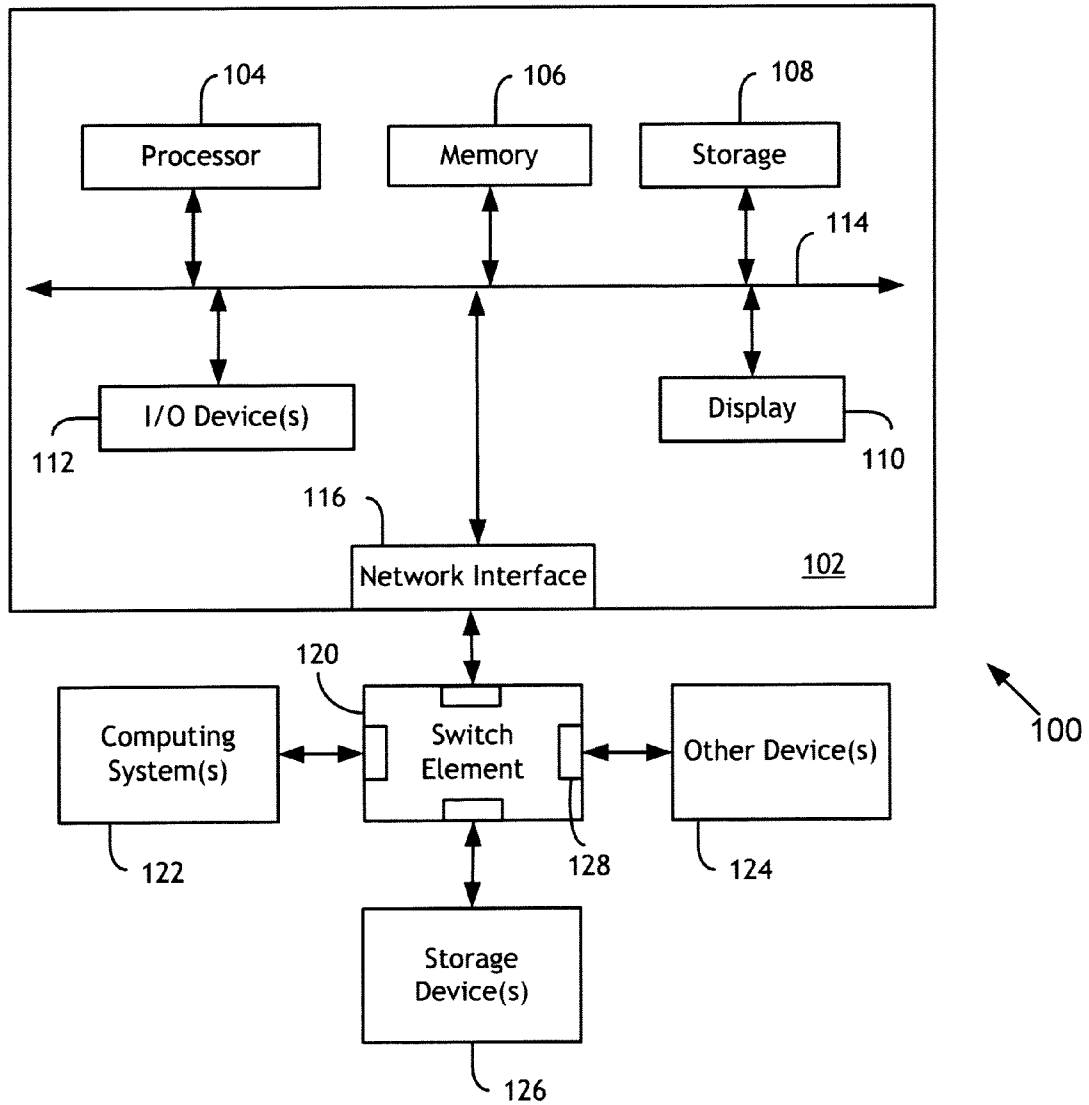 104
106
108
Processor
Memory
Storage
114
I/O Device(s)
Display
112
110
116
Network Interface
102
120
Computing
System(s)
Switch
Element
Other Device(s)
100
122
128
124
Storage
Device(s)
126